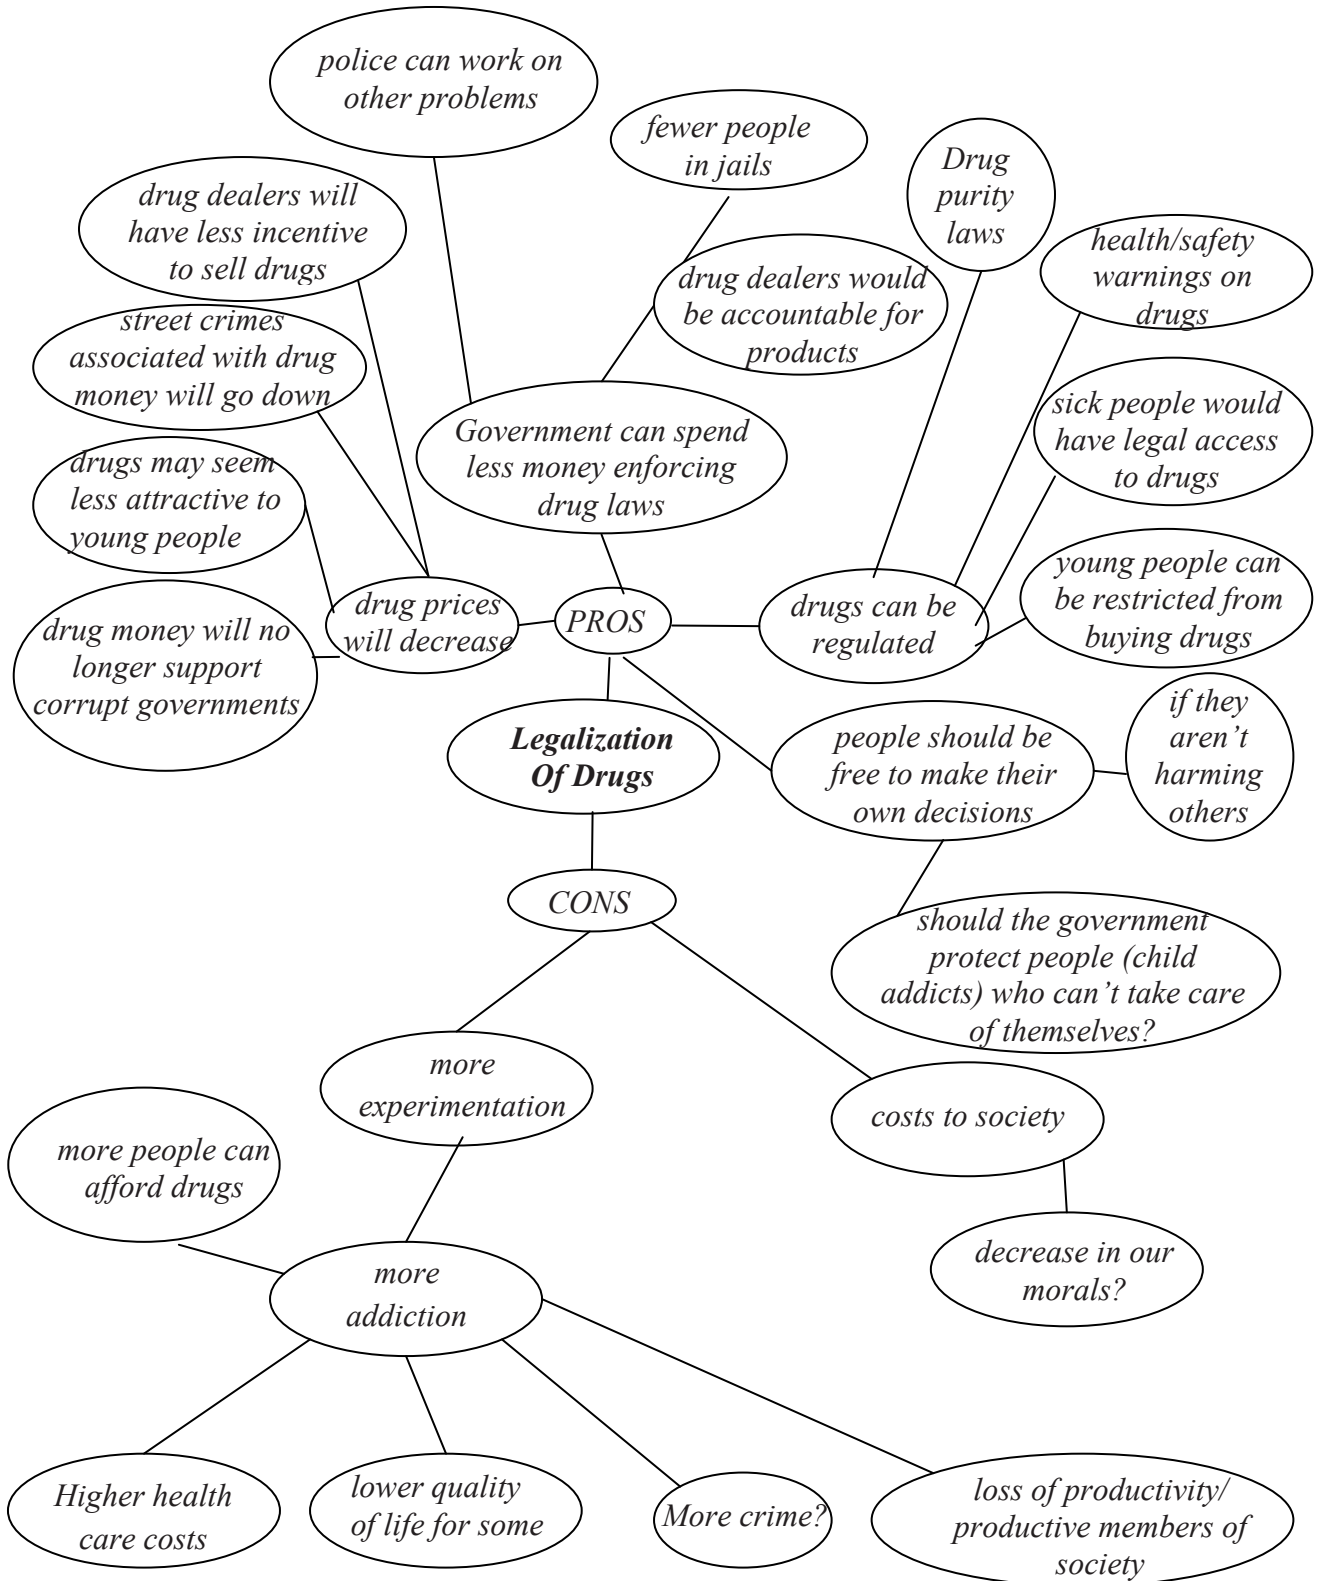 police can work on
other problems
fewer people
in jails
Drug
purity
laws
drug dealers will
have less incentive
to sell drugs
health/safety
warnings on
drugs
drug dealers would
be accountable for
products
street crimes
associated with drug
money will go down
sick people would
have legal access
to drugs
Government can spend
less money enforcing
drug laws
drugs may seem
less attractive to
young people
young people can
be restricted from
buying drugs
drug money will no
longer support
corrupt governments
drug prices
will decrease
PROS
drugs can be
regulated
Legalization
Of Drugs
people should be
free to make their
own decisions
if they
aren't
harming
others
CONS
should the government
protect people (child
addicts) who can't take care
of themselves?
more
experimentation
costs to society
more people can
afford drugs
decrease in our
morals?
more
addiction
Higher health
care costs
lower quality
of life for some
More crime?
loss of productivity/
productive members of
society